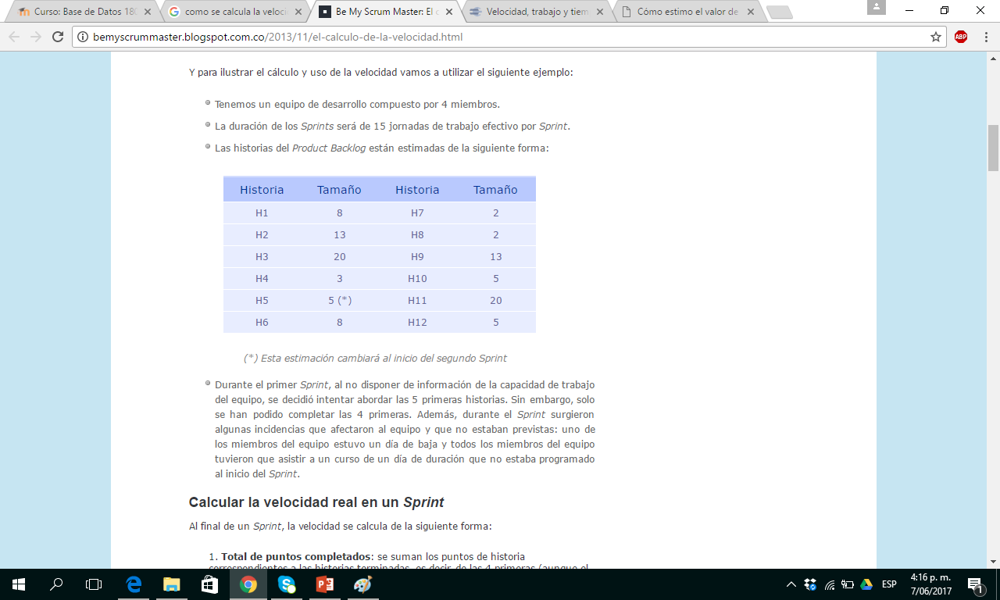 Curso: Base de Datos 180
como se calcula la veloci
Be My Scrum Master: El c
Velocidad, trabajo y tiem
Cómo estimo el valor de
bemyscrummaster.blogspot.com.co/2013/11/el-calculo-de-la-velocidad.html
ABP
Y para ilustrar el cálculo y uso de la velocidad vamos a utilizar el siguiente ejemplo:
Tenemos un equipo de desarrollo compuesto por 4 miembros.
La duración de los Sprints será de 15 jornadas de trabajo efectivo por Sprint.
Las historias del Product Backlog están estimadas de la siguiente forma:
Historia Tamaño Historia Tamaño
H1 8 H7 2
H2 13 H8 2
H3 20 H9 13
H4 3 H10 5
H5 5 (*) H11 20
H6 8 H12 5
(*) Esta estimación cambiará al inicio del segundo Sprint
Durante el primer Sprint, al no disponer de información de la capacidad de trabajo
del equipo, se decidió intentar abordar las 5 primeras historias. Sin embargo, solo
se han podido completar las 4 primeras. Además, durante el Sprint surgieron
algunas incidencias que afectaron al equipo y que no estaban previstas: uno de
los miembros del equipo estuvo un día de baja y todos los miembros del equipo
tuvieron que asistir a un curso de un día de duración que no estaba programado
al inicio del Sprint.
Calcular la velocidad real en un Sprint
Al final de un Sprint, la velocidad se calcula de la siguiente forma:
1. Total de puntos completados: se suman los puntos de historia
correspondientes a las historias terminadas, es decir, de las 4 primeras (aunque el
ESP
4:16 p. m.
7/06/2017
1